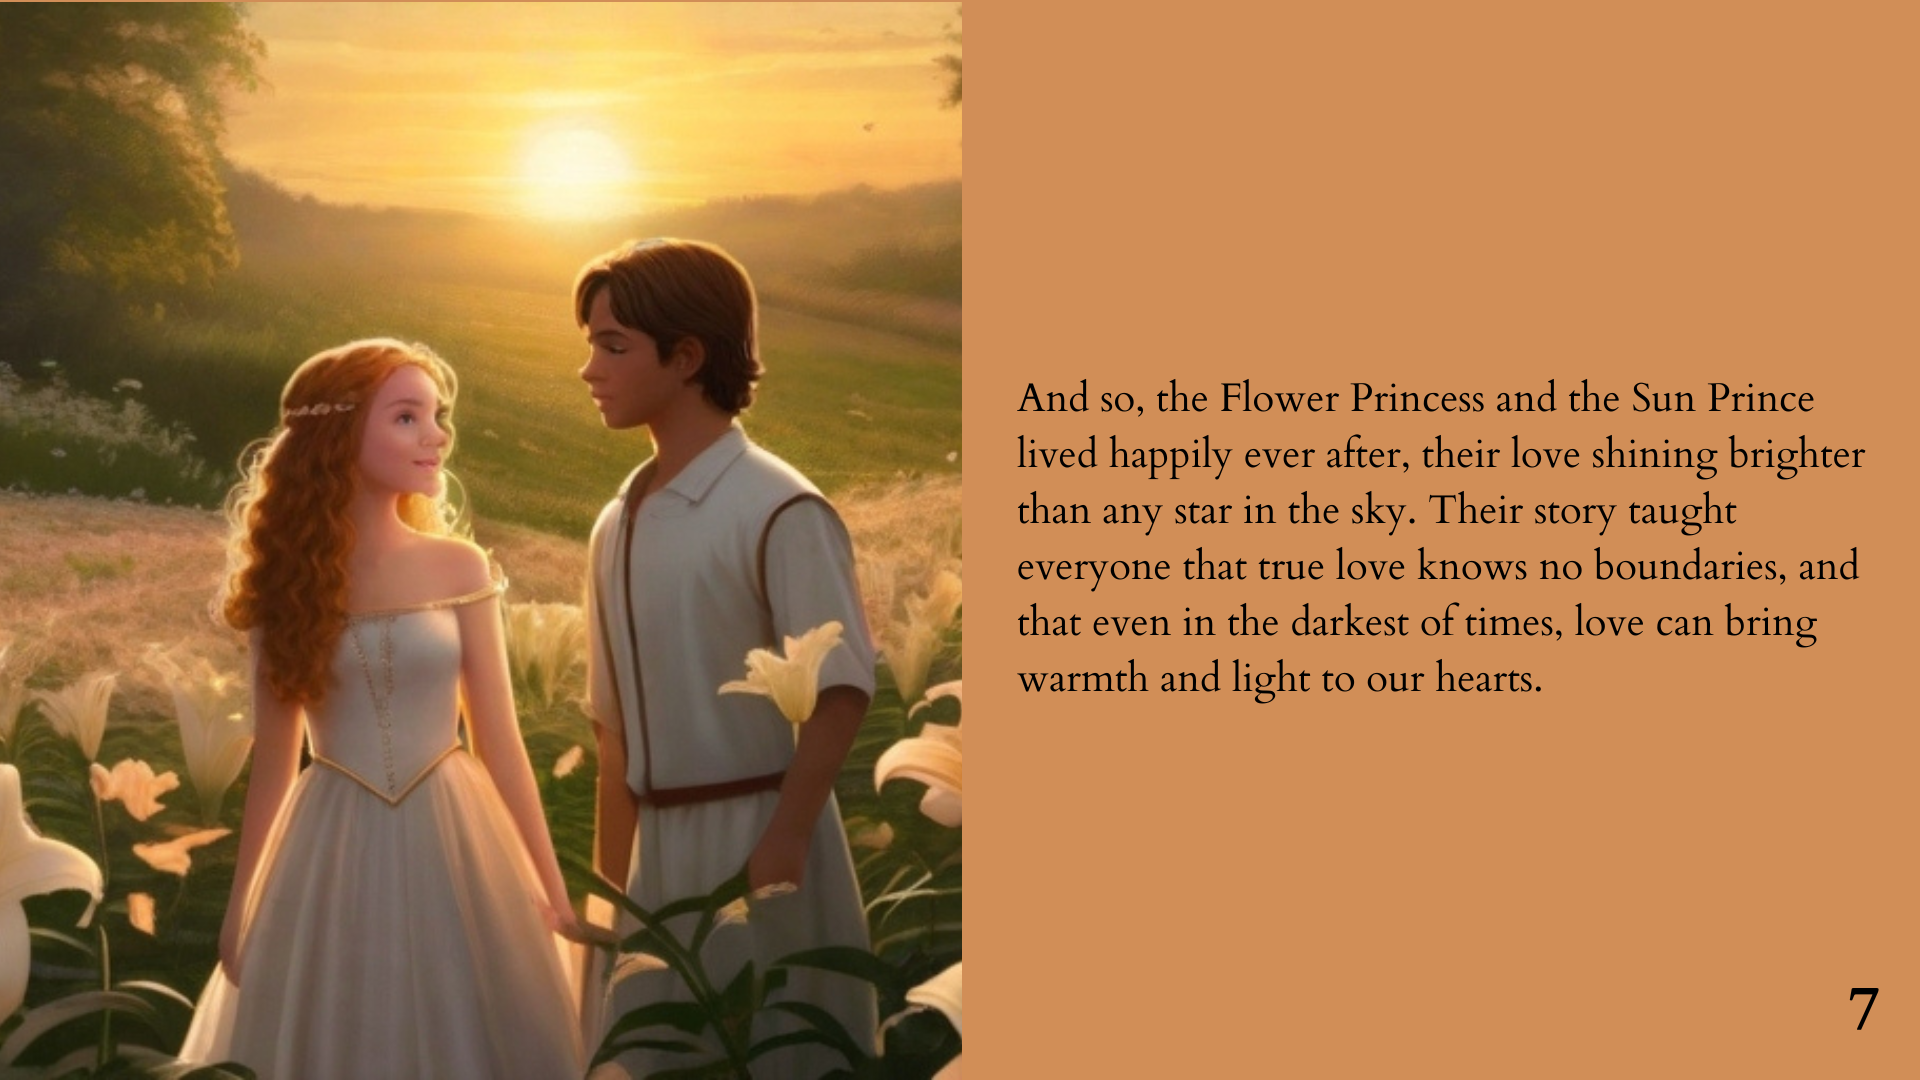 And so, the Flower Princess and the Sun Prince
lived happily ever after, their love shining brighter
than any star in the sky. Their story taught
everyone that true love knows no boundaries, and
that even in the darkest of times, love can bring
warmth and light to our hearts.
7